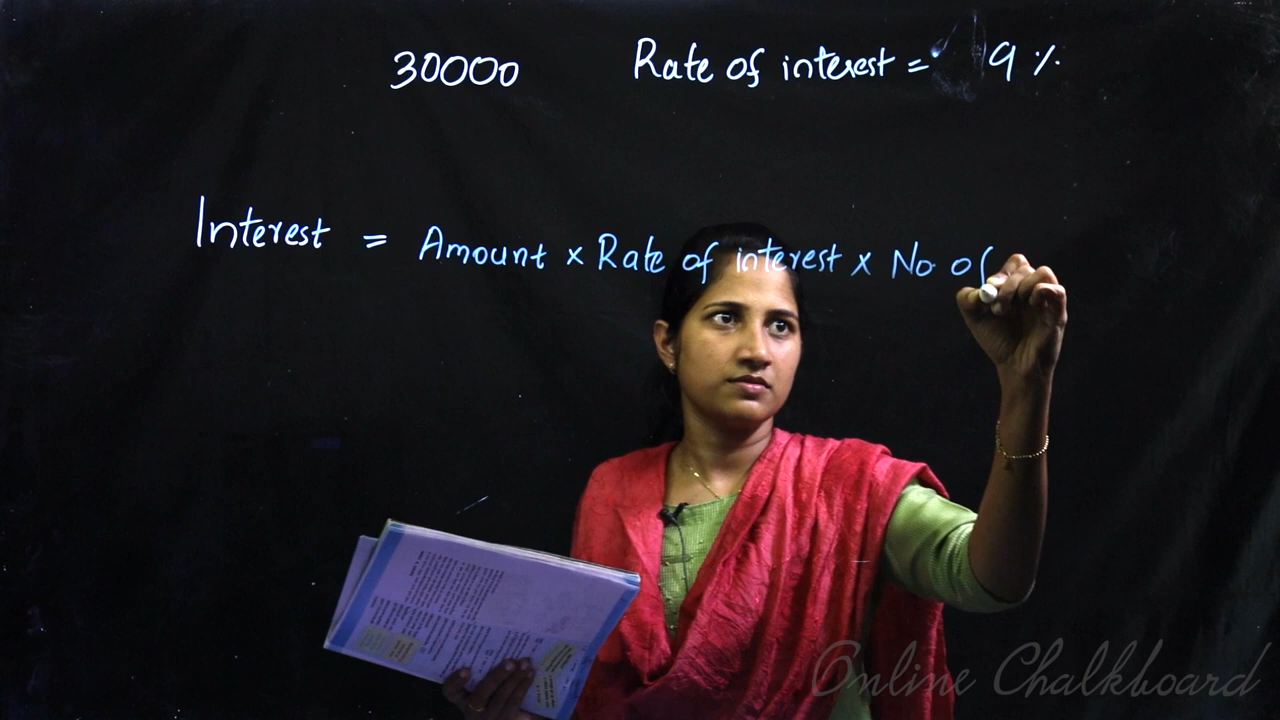 30000 Rate of interest = 9 %
Interest = Amount × Rate of interest × No. of
Online Chalkboard